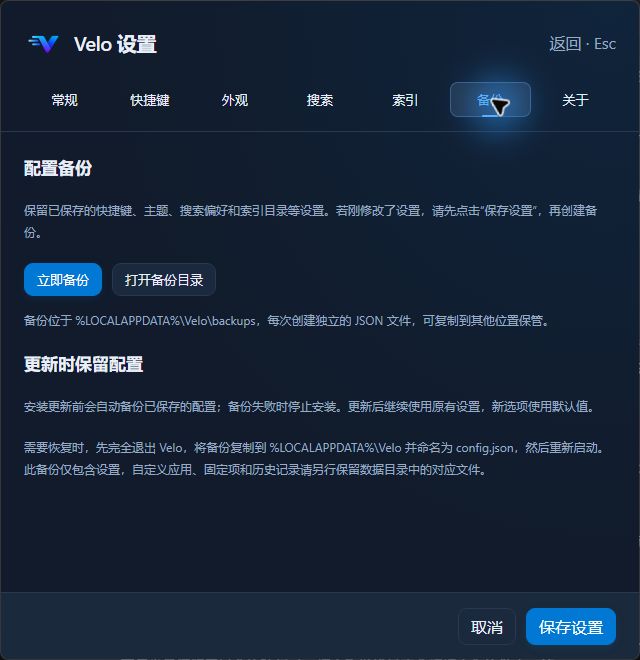 Velo 设置
返回 · Esc
常规
快捷键
外观
搜索
索引
备份
关于
配置备份
保留已保存的快捷键、主题、搜索偏好和索引目录等设置。若刚修改了设置，请先点击“保存设置”，再创建备
份。
立即备份
打开备份目录
备份位于 %LOCALAPPDATA%\Velo\backups，每次创建独立的 JSON 文件，可复制到其他位置保管。
更新时保留配置
安装更新前会自动备份已保存的配置；备份失败时停止安装。更新后继续使用原有设置，新选项使用默认值。
需要恢复时，先完全退出 Velo，将备份复制到 %LOCALAPPDATA%\Velo 并命名为 config.json，然后重新启动。
此备份仅包含设置，自定义应用、固定项和历史记录请另行保留数据目录中的对应文件。
取消
保存设置